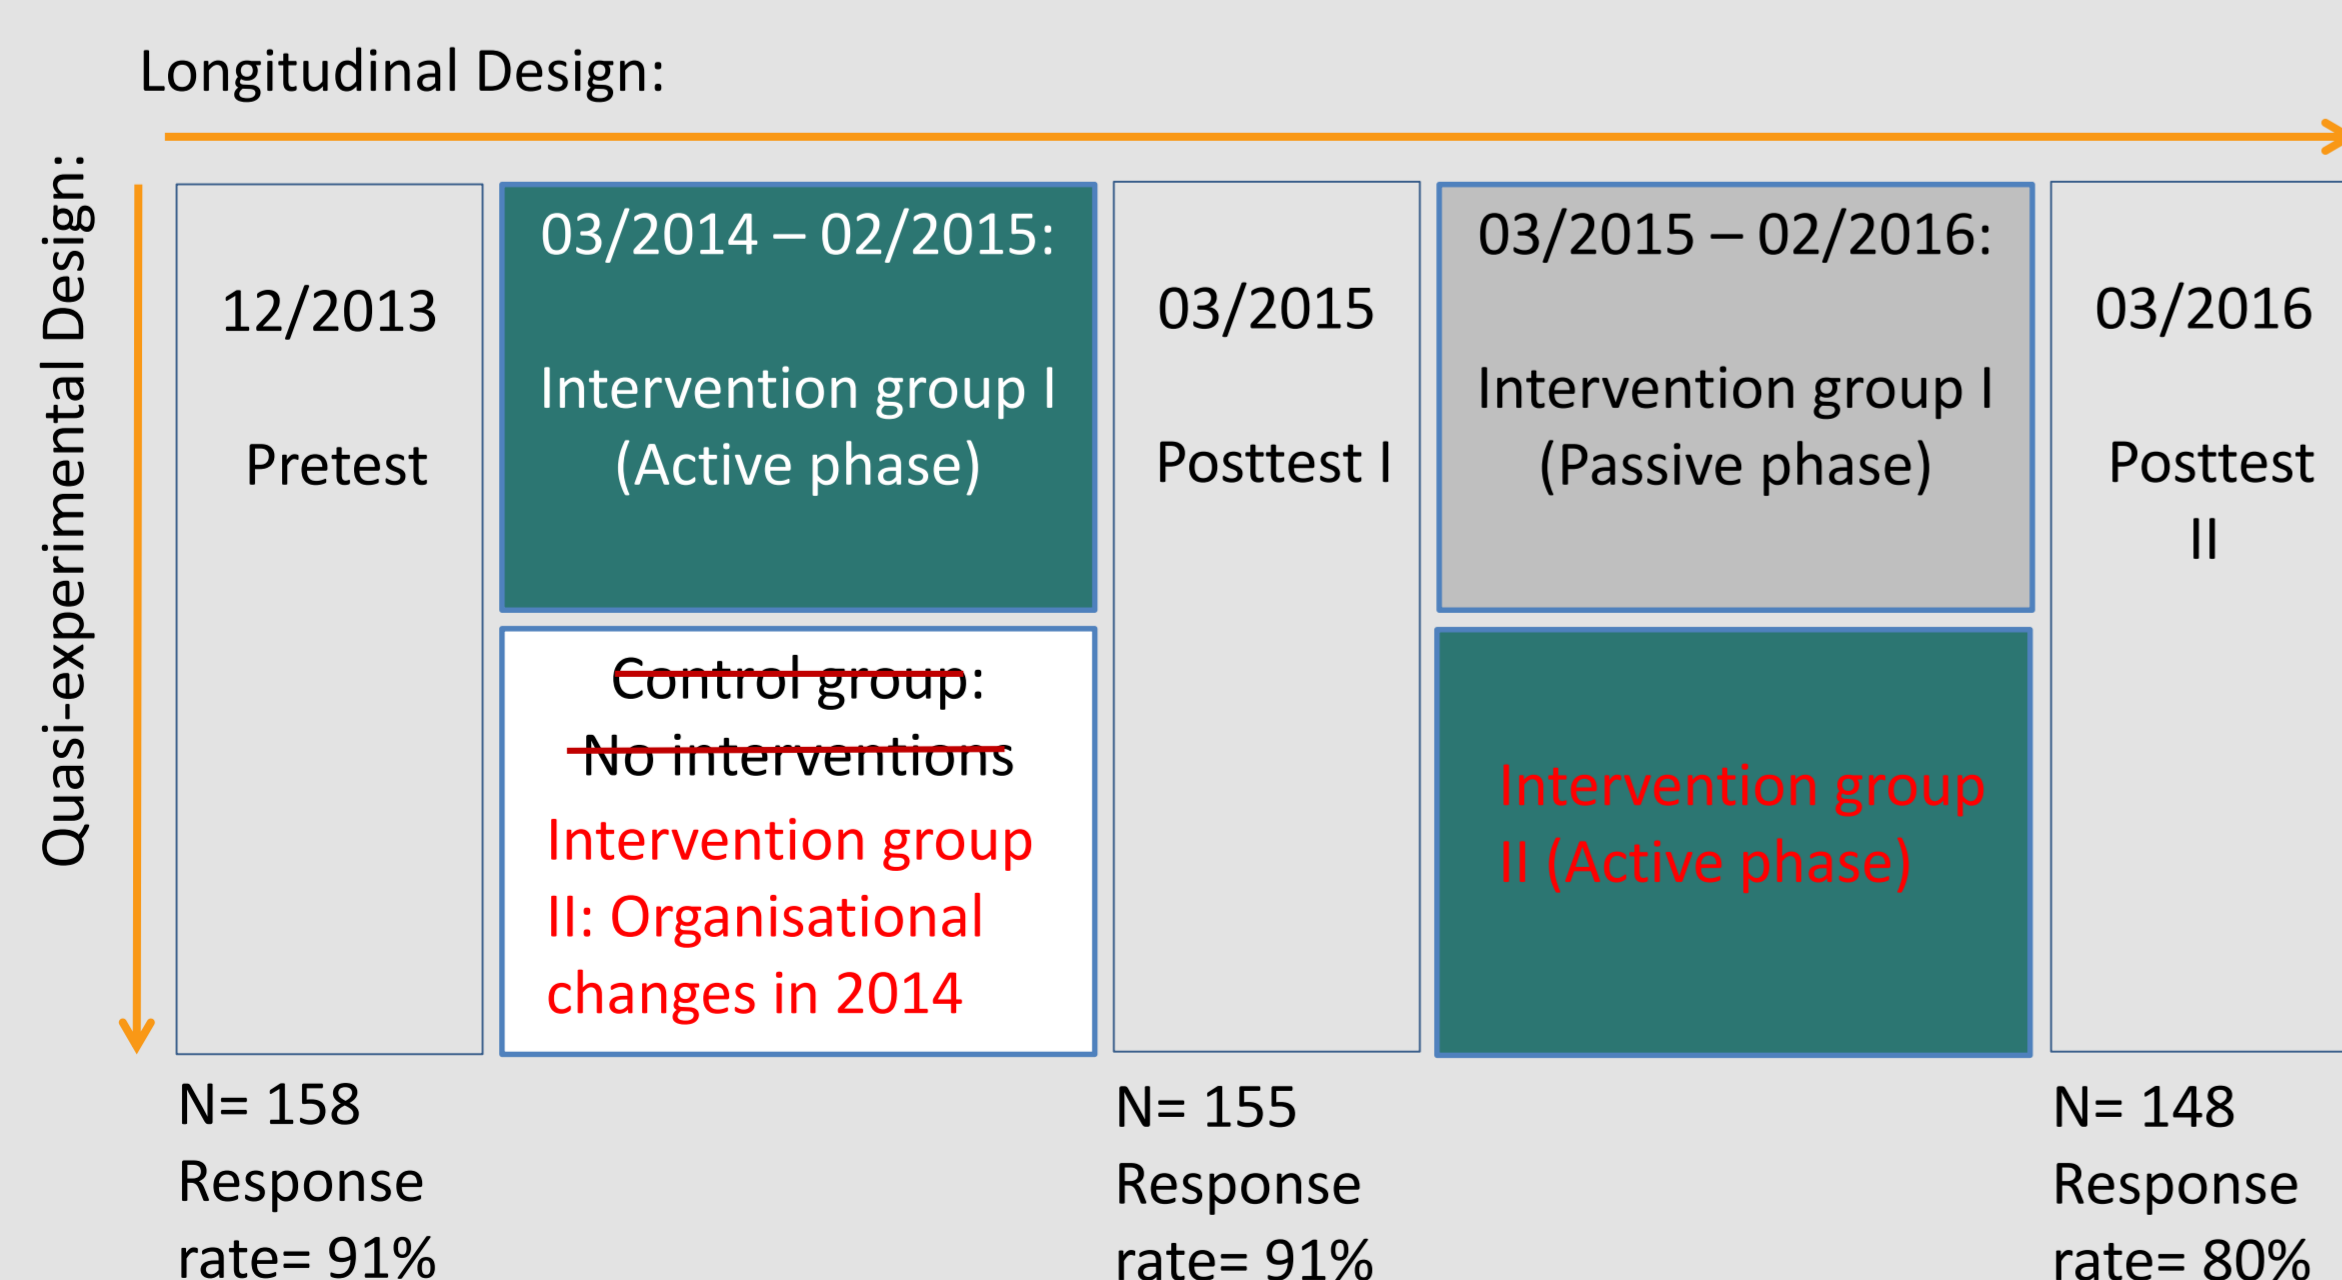 Longitudinal Design:
Quasi-experimental Design:
12/2013
Pretest
03/2014 – 02/2015:
Intervention group I
(Active phase)
Control group:
No interventions
Intervention group
II: Organisational
changes in 2014
03/2015
Posttest I
03/2015 – 02/2016:
Intervention group I
(Passive phase)
Intervention group
II (Active phase)
03/2016
Posttest
II
N= 158
Response
rate= 91%
N= 155
Response
rate= 91%
N= 148
Response
rate= 80%